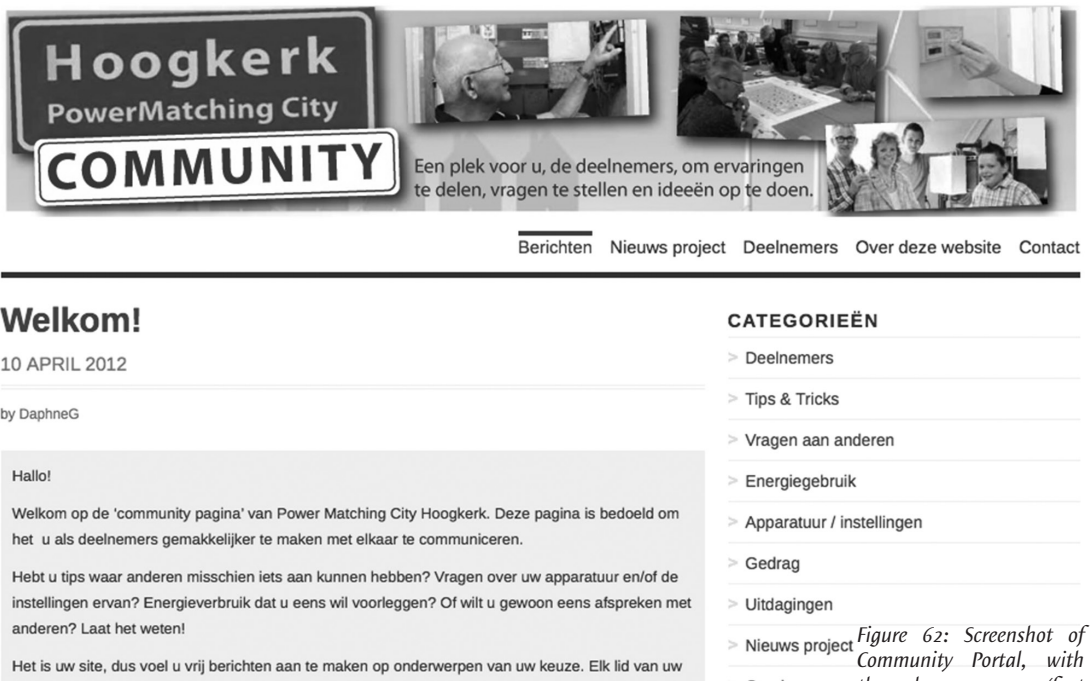 Hoogkerk
PowerMatching City
COMMUNITY
Een plek voor u, de deelnemers, om ervaringen
te delen, vragen te stellen en ideeën op te doen.
Berichten Nieuws project Deelnemers Over deze website Contact
Welkom!
10 APRIL 2012
by DaphneG
Hallo!
Welkom op de 'community pagina' van Power Matching City Hoogkerk. Deze pagina is bedoeld om
het u als deelnemers gemakkelijker te maken met elkaar te communiceren.
Hebt u tips waar anderen misschien iets aan kunnen hebben? Vragen over uw apparatuur en/of de
instellingen ervan? Energieverbruik dat u eens wil voorleggen? Of wilt u gewoon eens afspreken met
anderen? Laat het weten!
Het is uw site, dus voel u vrij berichten aan te maken op onderwerpen van uw keuze. Elk lid van uw
CATEGORIEËN
> Deelnemers
> Tips & Tricks
> Vragen aan anderen
> Energiegebruik
> Apparatuur / instellingen
> Gedrag
> Uitdagingen
> Nieuws project
Figure 62: Screenshot of
Community Portal, with